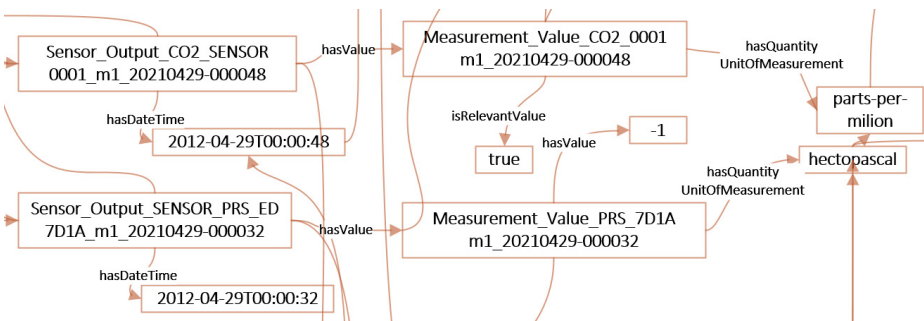 Sensor_Output_CO2_SENSOR
0001_m1_20210429-000048
hasValue
Measurement_Value_CO2_0001
m1_20210429-000048
hasQuantity
UnitOfMeasurement
parts-per-
milion
hasDateTime
2012-04-29T00:00:48
isRelevantValue
true
hasValue
-1
hectopascal
hasQuantity
UnitOfMeasurement
Sensor_Output_SENSOR_PRS_ED
7D1A_m1_20210429-000032
hasValue
Measurement_Value_PRS_7D1A
m1_20210429-000032
hasDateTime
2012-04-29T00:00:32